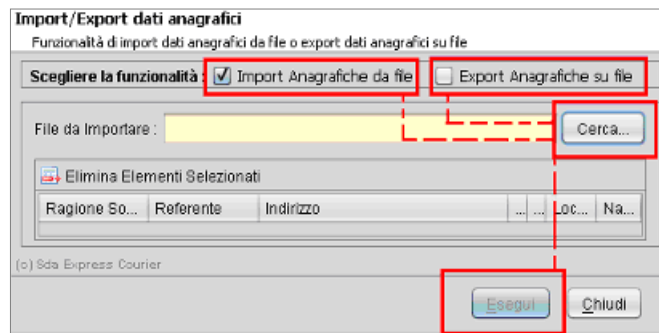 Import/Export dati anagrafici
Funzionalità di import dati anagrafici da file o export dati anagrafici su file
Scegliere la funzionalità : Import Anagrafiche da file Export Anagrafiche su file
File da Importare : Cerca...
Elimina Elementi Selezionati
Ragione So... Referente Indirizzo ... ... Loc... Na...
(c) Sda Express Courier
Esegui Chiudi